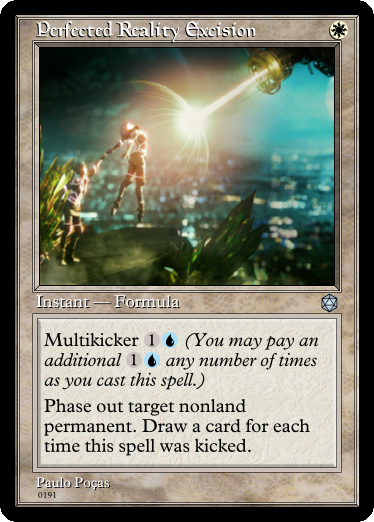 Perfected Reality Excision
Instant — Formula
Multikicker 1 (You may pay an
additional 1 any number of times
as you cast this spell.)
Phase out target nonland
permanent. Draw a card for each
time this spell was kicked.
Paulo Poças
0191